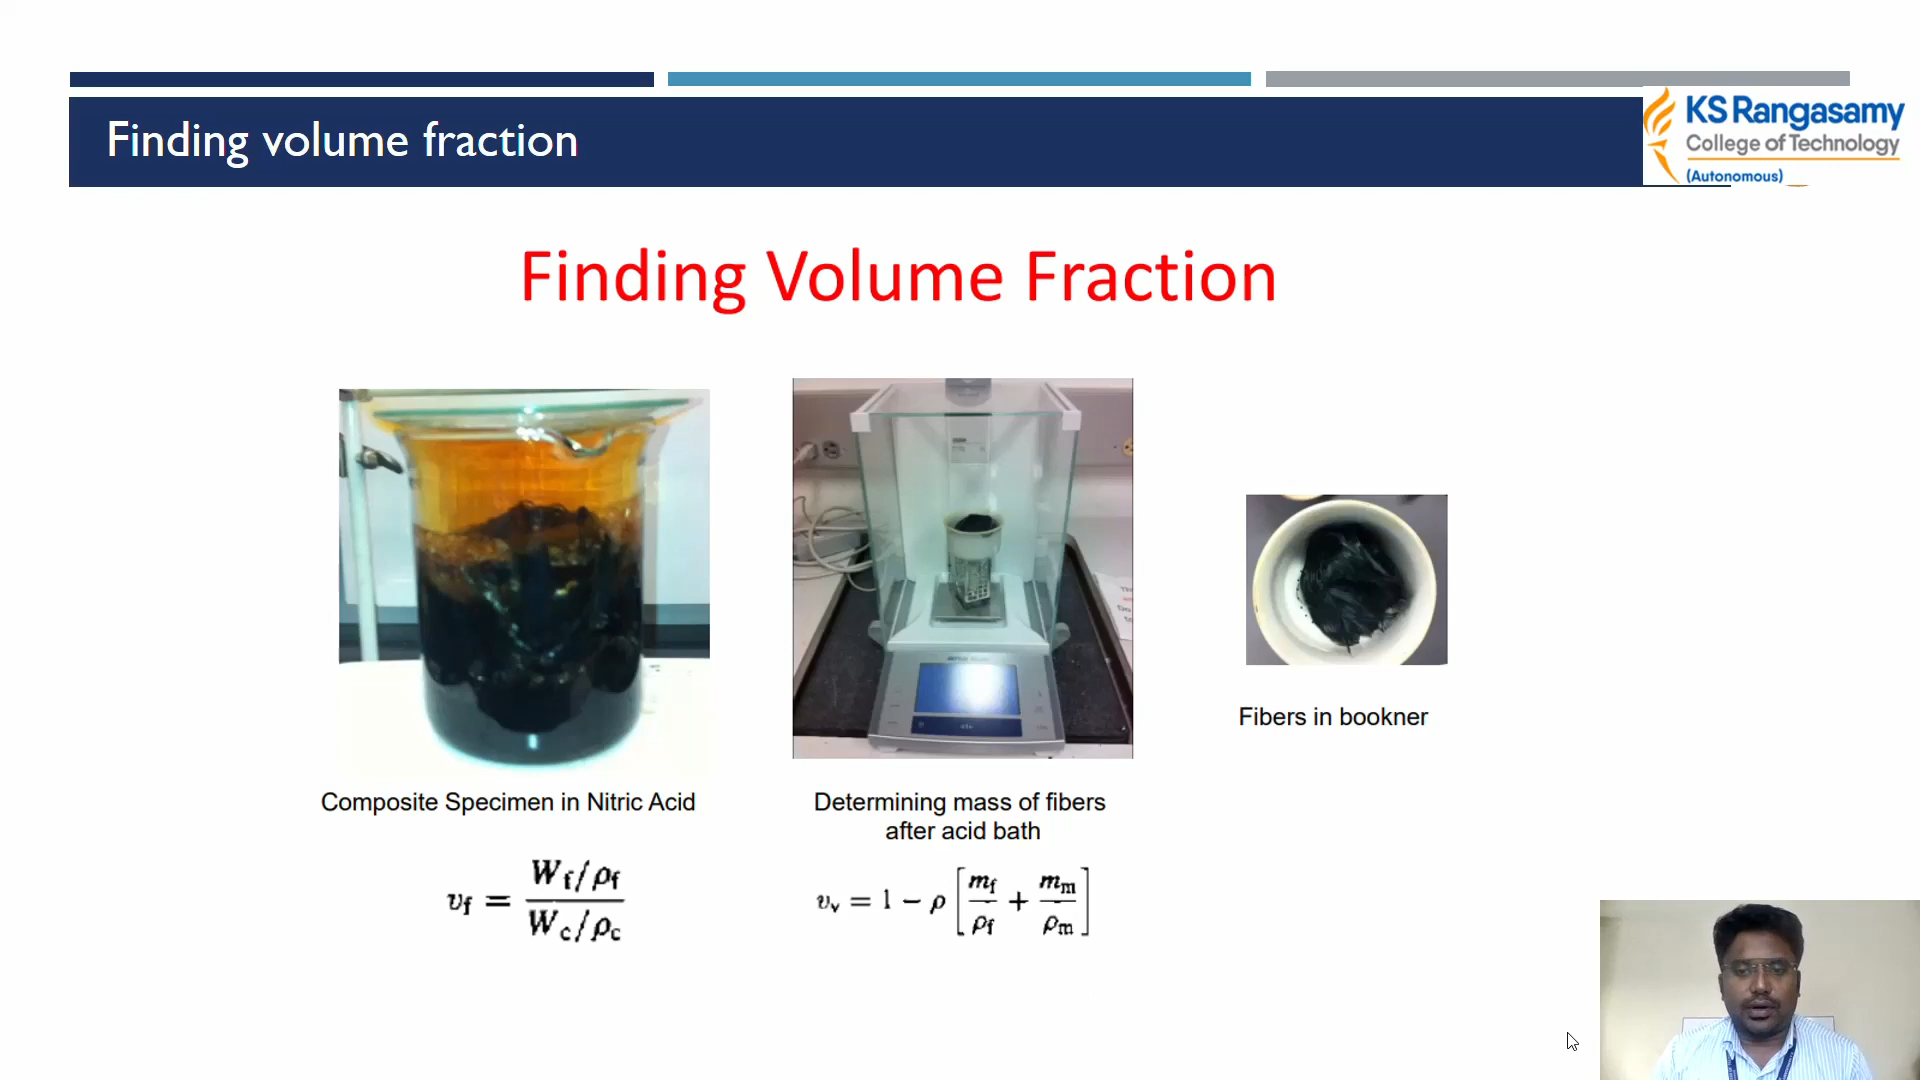 Finding volume fraction
KS Rangasamy
College of Technology
(Autonomous)
Finding Volume Fraction
Fibers in bookner
Composite Specimen in Nitric Acid
Determining mass of fibers
after acid bath
v_f = (W_f/ρ_f) / (W_c/ρ_c)
v_v = 1 − ρ [ m_f/ρ_f + m_m/ρ_m ]